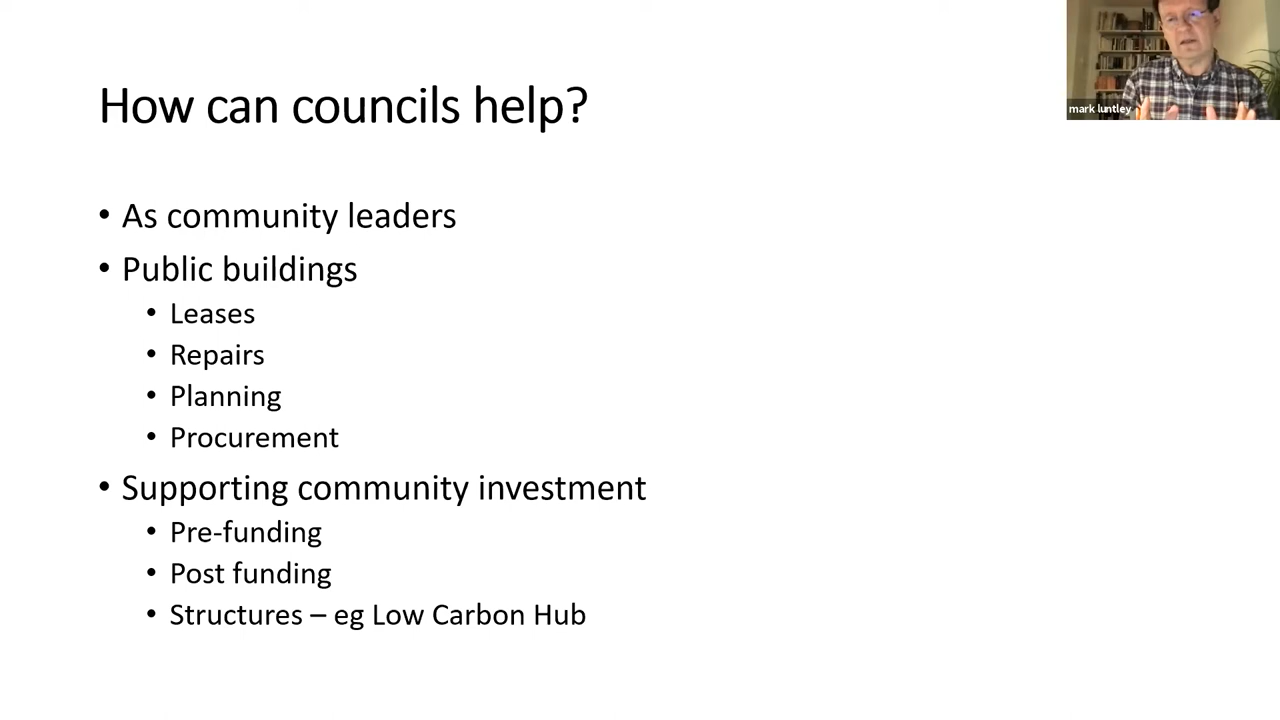 mark luntley
How can councils help?
• As community leaders
• Public buildings
• Leases
• Repairs
• Planning
• Procurement
• Supporting community investment
• Pre-funding
• Post funding
• Structures – eg Low Carbon Hub